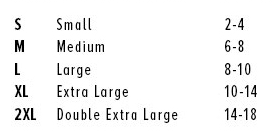 S Small 2-4
M Medium 6-8
L Large 8-10
XL Extra Large 10-14
2XL Double Extra Large 14-18